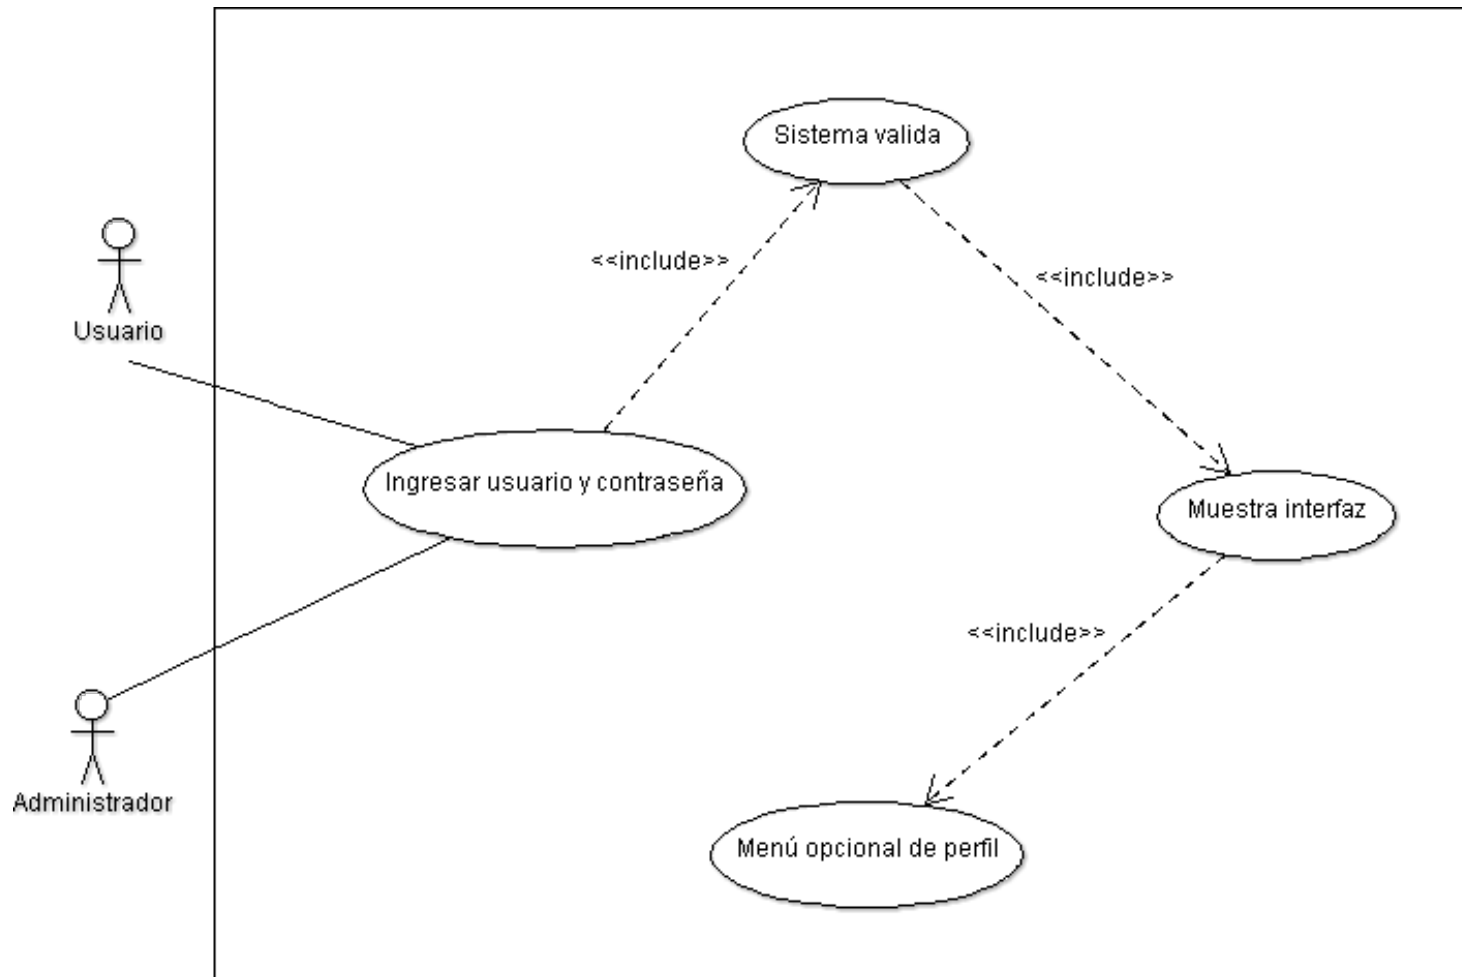 Sistema valida
<<include>>
<<include>>
Usuario
Ingresar usuario y contraseña
Muestra interfaz
<<include>>
Administrador
Menú opcional de perfil